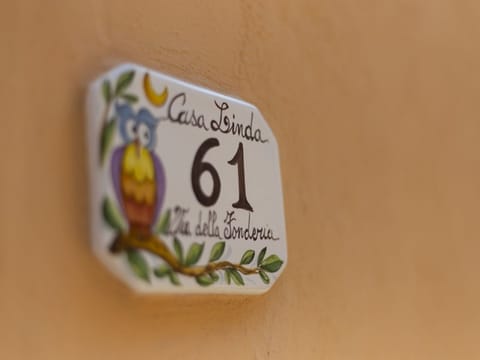 Casa Linda
61
Via della Fonderia